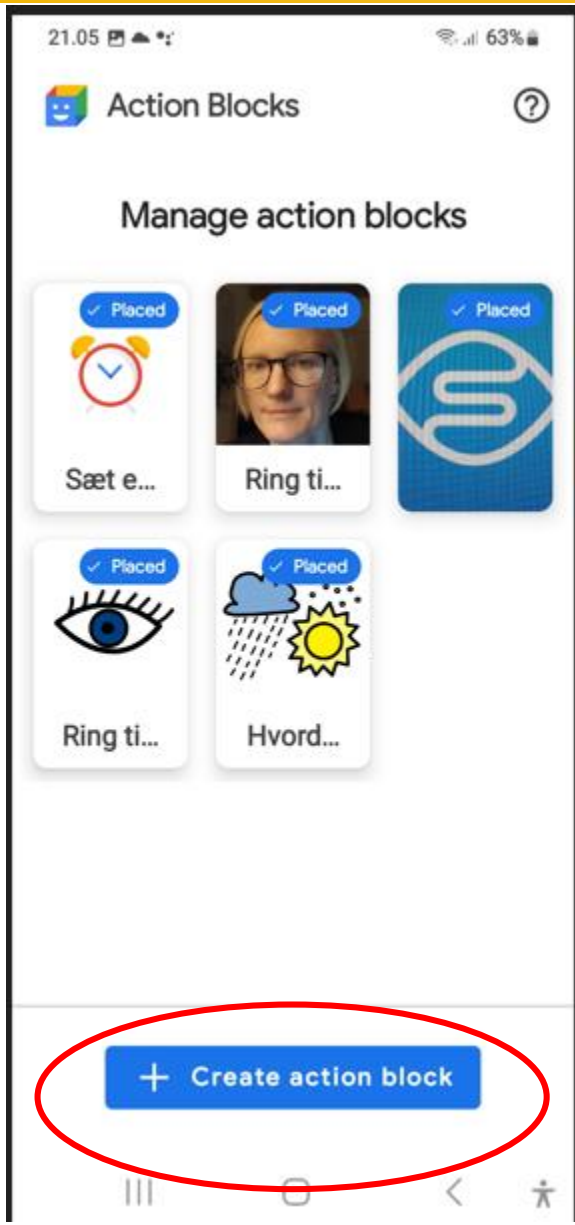 21.05 63%
Action Blocks
Manage action blocks
Placed Placed Placed
Sæt e... Ring ti...
Placed Placed
Ring ti... Hvord...
+ Create action block